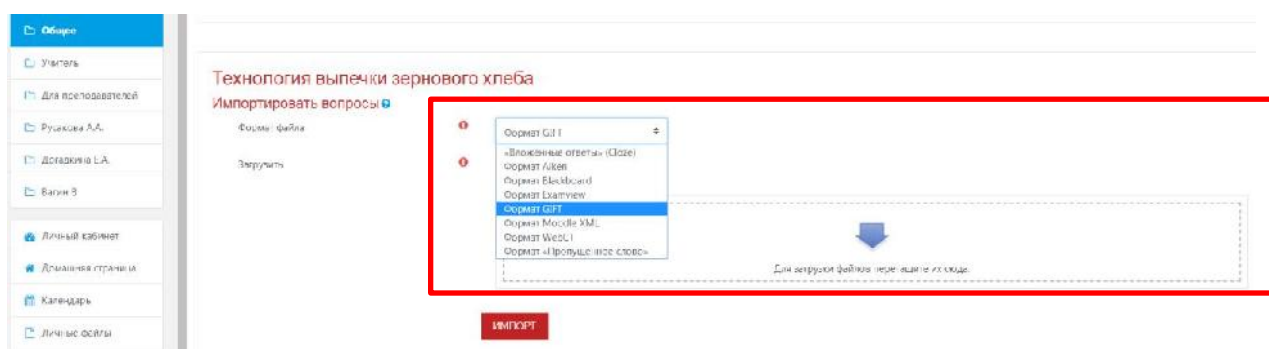 Общее
Учитель
Для преподавателей
Русакова А.А.
Догадкина Е.А.
Вагин В
Личный кабинет
Домашняя страница
Календарь
Личные файлы
Технология выпечки зернового хлеба
Импортировать вопросы
Формат файла
Формат GIFT
«Вложенные ответы» (Cloze)
Формат Aiken
Формат Blackboard
Формат Examview
Формат GIFT
Формат Moodle XML
Формат WebCT
Формат «Пропущенное слово»
Загрузить
Для загрузки файлов перетащите их сюда.
ИМПОРТ